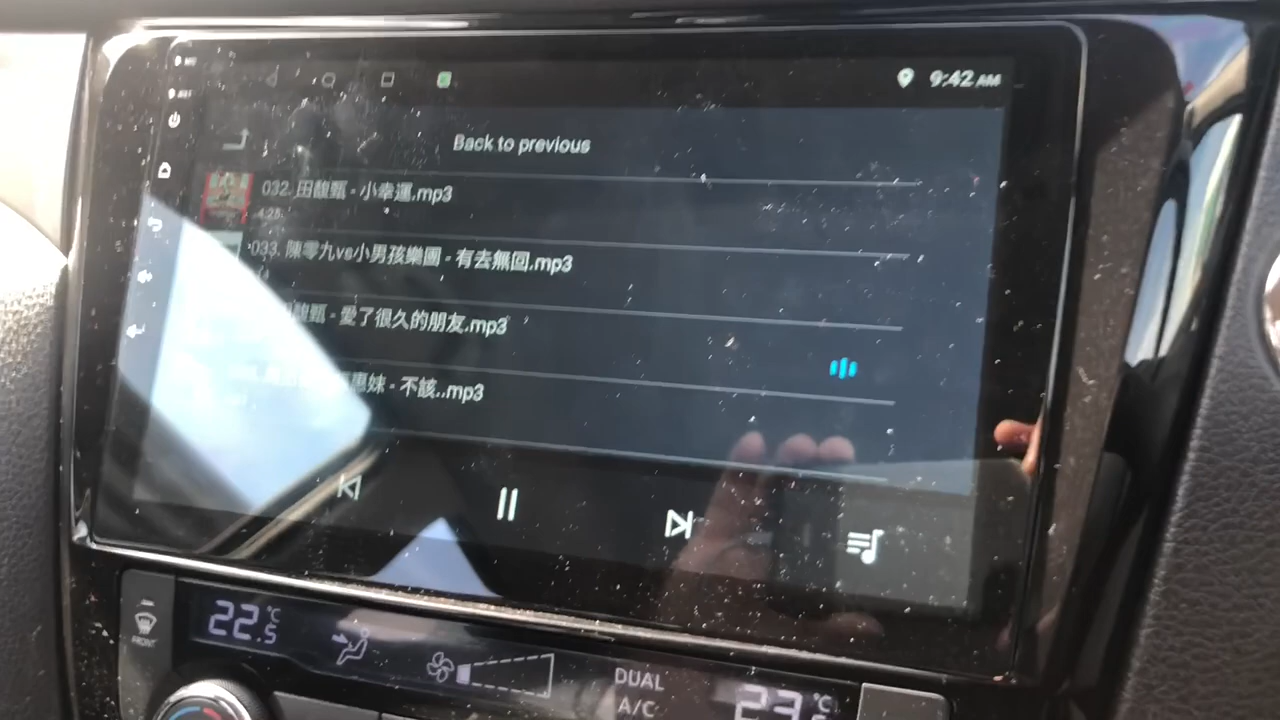 9:42 AM
Back to previous
032. 田馥甄 - 小幸運.mp3
4:25
033. 陳零九vs小男孩樂團 - 有去無回.mp3
馥甄 - 愛了很久的朋友.mp3
惠妹 - 不該..mp3
22.5 °C
DUAL
A/C
23. °C
FRONT